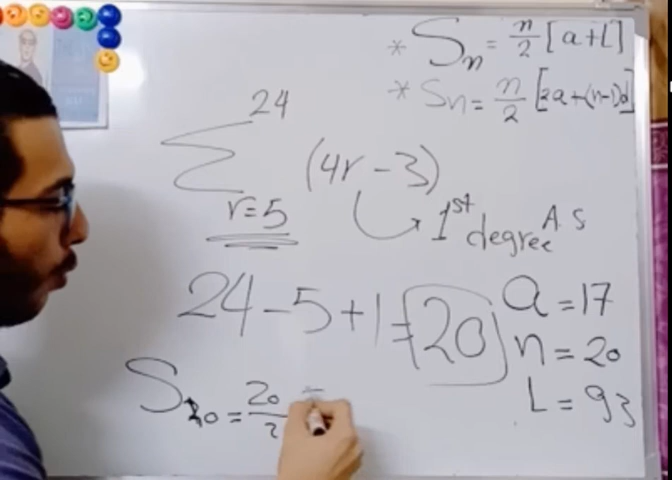 * Sn = n/2 [a+L]
* Sn = n/2 [2a+(n-1)d]
24
Σ (4r - 3)
r=5
1st degree A S
24 - 5 + 1 = 20
a = 17
n = 20
L = 93
S20 = 20/2